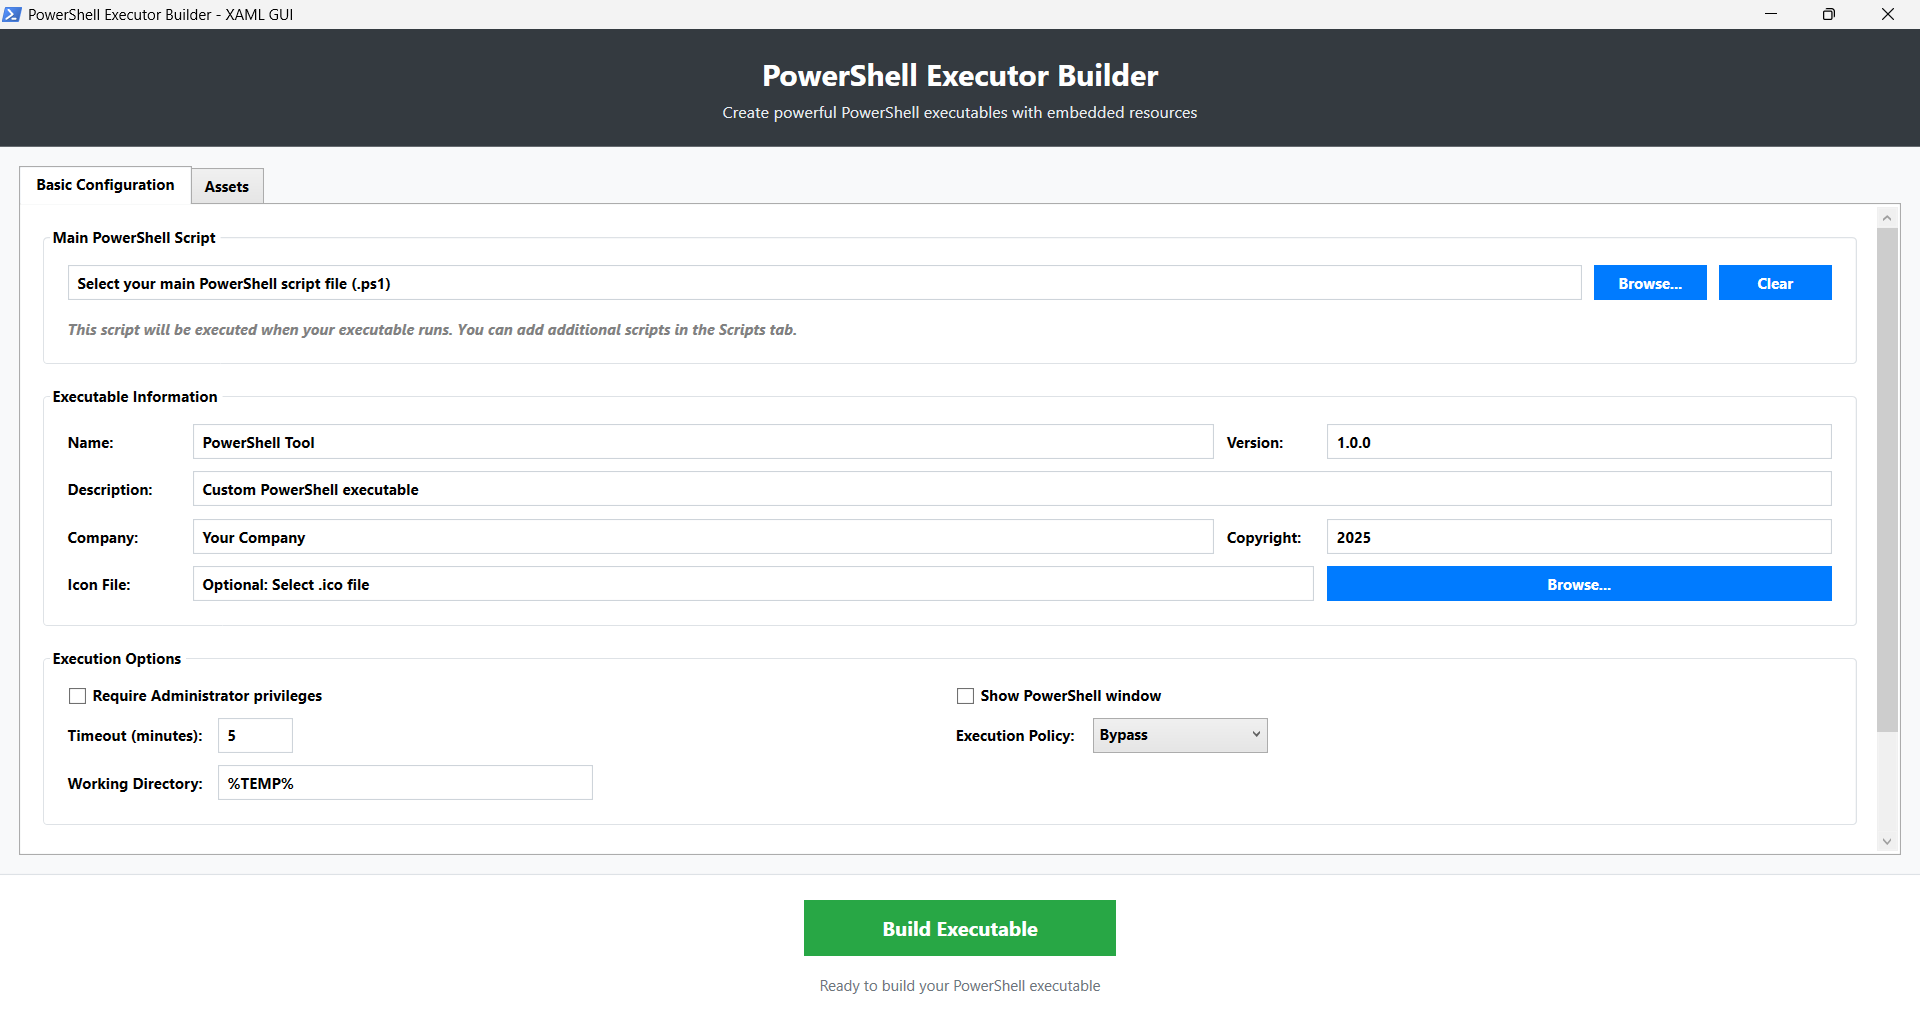 PowerShell Executor Builder - XAML GUI
PowerShell Executor Builder
Create powerful PowerShell executables with embedded resources
Basic Configuration
Assets
Main PowerShell Script
Select your main PowerShell script file (.ps1)
Browse...
Clear
This script will be executed when your executable runs. You can add additional scripts in the Scripts tab.
Executable Information
Name:
PowerShell Tool
Version:
1.0.0
Description:
Custom PowerShell executable
Company:
Your Company
Copyright:
2025
Icon File:
Optional: Select .ico file
Browse...
Execution Options
Require Administrator privileges
Show PowerShell window
Timeout (minutes):
5
Execution Policy:
Bypass
Working Directory:
%TEMP%
Build Executable
Ready to build your PowerShell executable